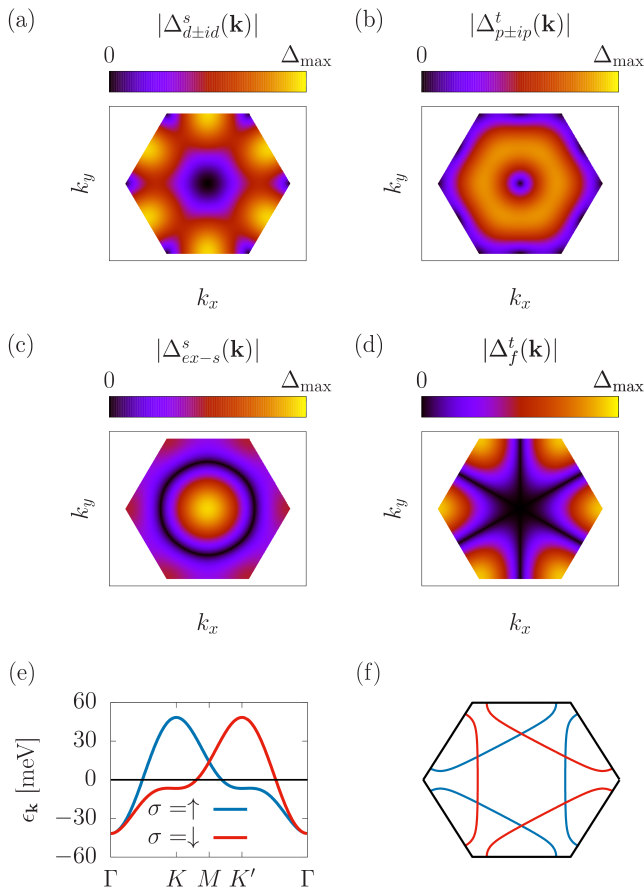 (a) |Δ^s_{d±id}(𝐤)|
0 Δ_max
k_y
k_x
(b) |Δ^t_{p±ip}(𝐤)|
0 Δ_max
k_y
k_x
(c) |Δ^s_{ex−s}(𝐤)|
0 Δ_max
k_y
k_x
(d) |Δ^t_f(𝐤)|
0 Δ_max
k_y
k_x
(e)
ϵ_𝐤 [meV]
60
30
0
−30
−60
σ =↑
σ =↓
Γ K M K′ Γ
(f)